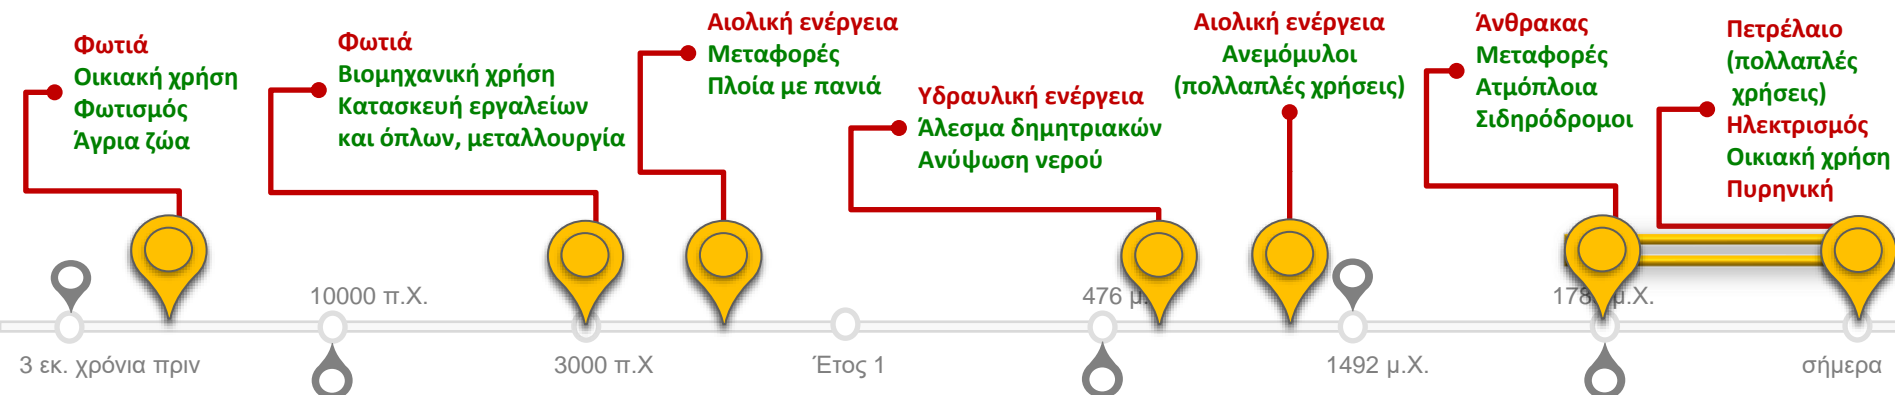 Φωτιά
Οικιακή χρήση
Φωτισμός
Άγρια ζώα
Φωτιά
Βιομηχανική χρήση
Κατασκευή εργαλείων
και όπλων, μεταλλουργία
Αιολική ενέργεια
Μεταφορές
Πλοία με πανιά
Υδραυλική ενέργεια
Άλεσμα δημητριακών
Ανύψωση νερού
Αιολική ενέργεια
Ανεμόμυλοι
(πολλαπλές χρήσεις)
Άνθρακας
Μεταφορές
Ατμόπλοια
Σιδηρόδρομοι
Πετρέλαιο
(πολλαπλές
χρήσεις)
Ηλεκτρισμός
Οικιακή χρήση
Πυρηνική
3 εκ. χρόνια πριν
10000 π.Χ.
3000 π.Χ
Έτος 1
476 μ.
1492 μ.Χ.
μ.Χ.
σήμερα